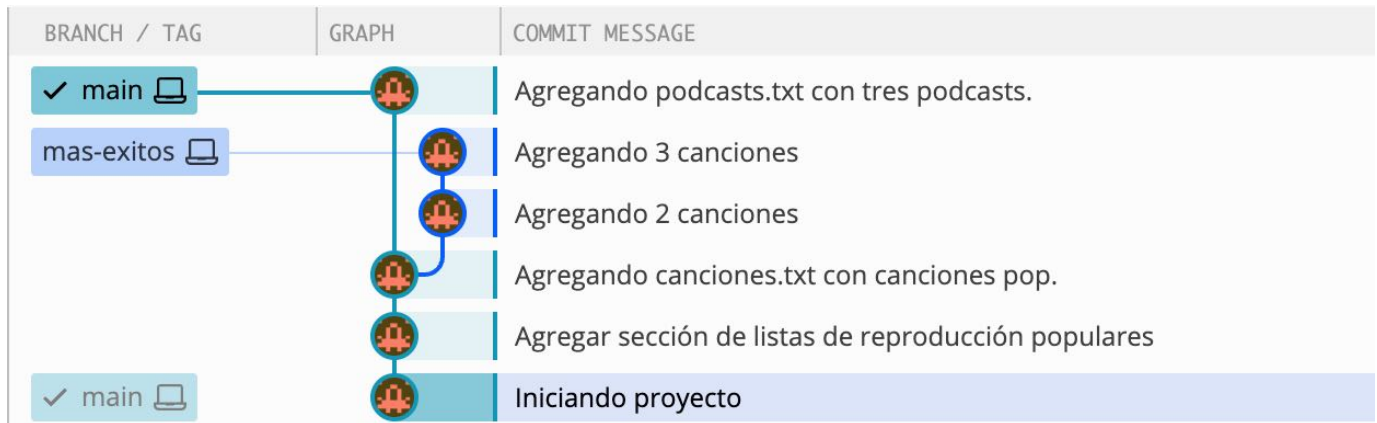 BRANCH / TAG GRAPH COMMIT MESSAGE
main Agregando podcasts.txt con tres podcasts.
mas-exitos Agregando 3 canciones
Agregando 2 canciones
Agregando canciones.txt con canciones pop.
Agregar sección de listas de reproducción populares
main Iniciando proyecto